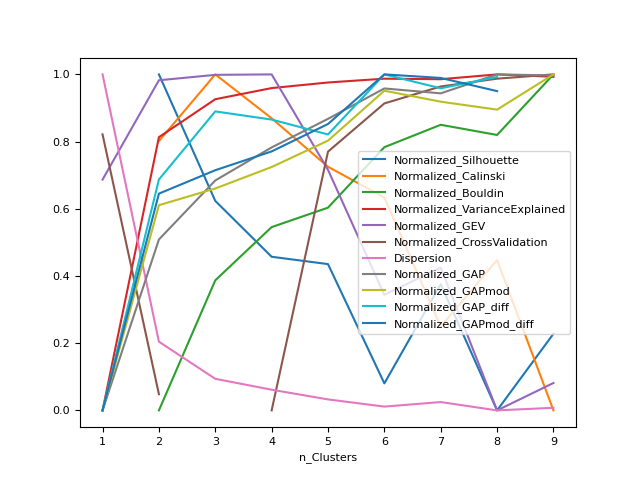 1.0
0.8
0.6
0.4
0.2
0.0
Normalized_Silhouette
Normalized_Calinski
Normalized_Bouldin
Normalized_VarianceExplained
Normalized_GEV
Normalized_CrossValidation
Dispersion
Normalized_GAP
Normalized_GAPmod
Normalized_GAP_diff
Normalized_GAPmod_diff
1 2 3 4 5 6 7 8 9
n_Clusters